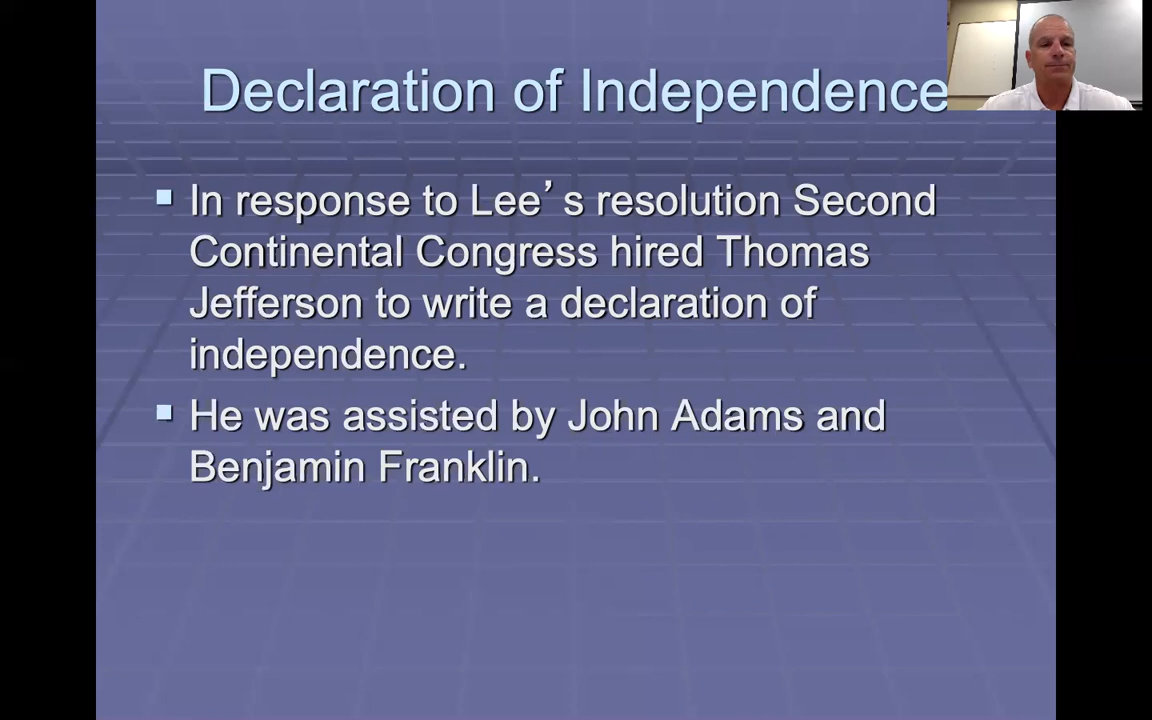 Declaration of Independence
In response to Lee’s resolution Second
Continental Congress hired Thomas
Jefferson to write a declaration of
independence.
He was assisted by John Adams and
Benjamin Franklin.